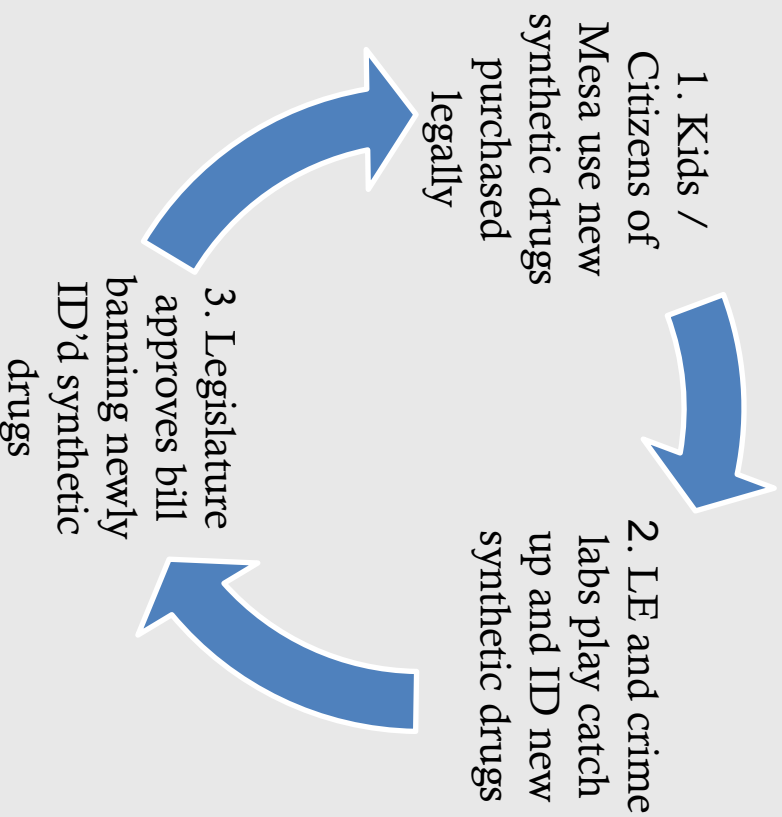 1. Kids /
Citizens of
Mesa use new
synthetic drugs
purchased
legally
2. LE and crime
labs play catch
up and ID new
synthetic drugs
3. Legislature
approves bill
banning newly
ID'd synthetic
drugs